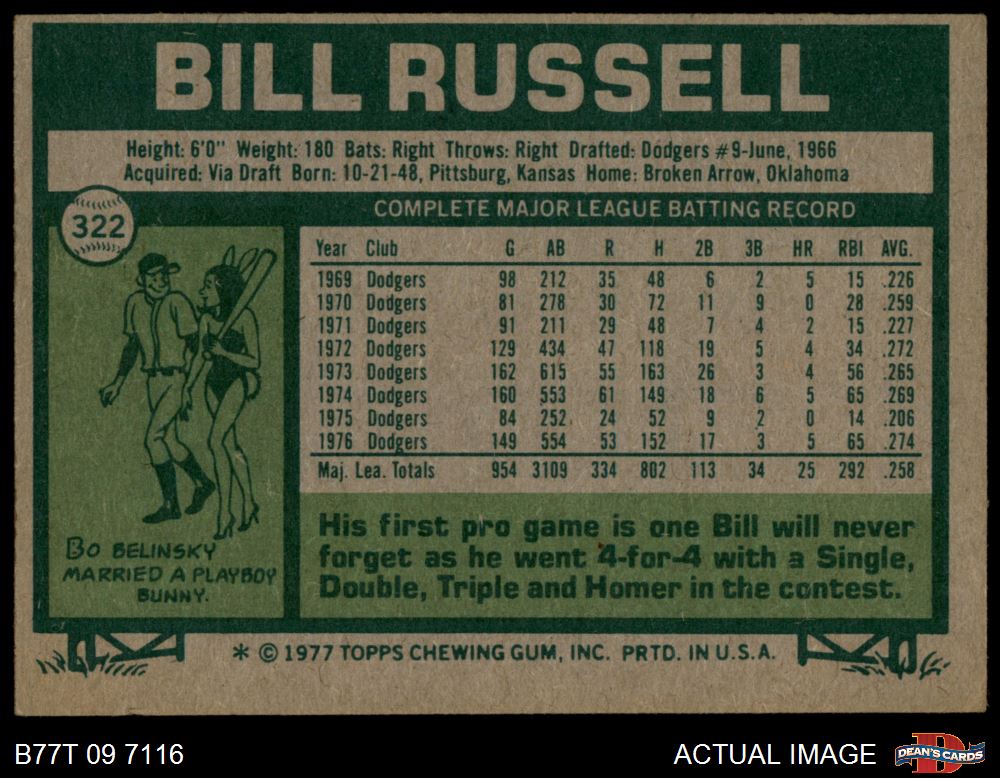 BILL RUSSELL
Height: 6'0" Weight: 180 Bats: Right Throws: Right Drafted: Dodgers #9-June, 1966
Acquired: Via Draft Born: 10-21-48, Pittsburg, Kansas Home: Broken Arrow, Oklahoma
322
COMPLETE MAJOR LEAGUE BATTING RECORD
Year Club G AB R H 2B 3B HR RBI AVG.
1969 Dodgers 98 212 35 48 6 2 5 15 .226
1970 Dodgers 81 278 30 72 11 9 0 28 .259
1971 Dodgers 91 211 29 48 7 4 2 15 .227
1972 Dodgers 129 434 47 118 19 5 4 34 .272
1973 Dodgers 162 615 55 163 26 3 4 56 .265
1974 Dodgers 160 553 61 149 18 6 5 65 .269
1975 Dodgers 84 252 24 52 9 2 0 14 .206
1976 Dodgers 149 554 53 152 17 3 5 65 .274
Maj. Lea. Totals 954 3109 334 802 113 34 25 292 .258
BO BELINSKY
MARRIED A PLAYBOY
BUNNY.
His first pro game is one Bill will never
forget as he went 4-for-4 with a Single,
Double, Triple and Homer in the contest.
* © 1977 TOPPS CHEWING GUM, INC. PRTD. IN U.S.A.
B77T 09 7116
ACTUAL IMAGE
DEAN'S CARDS